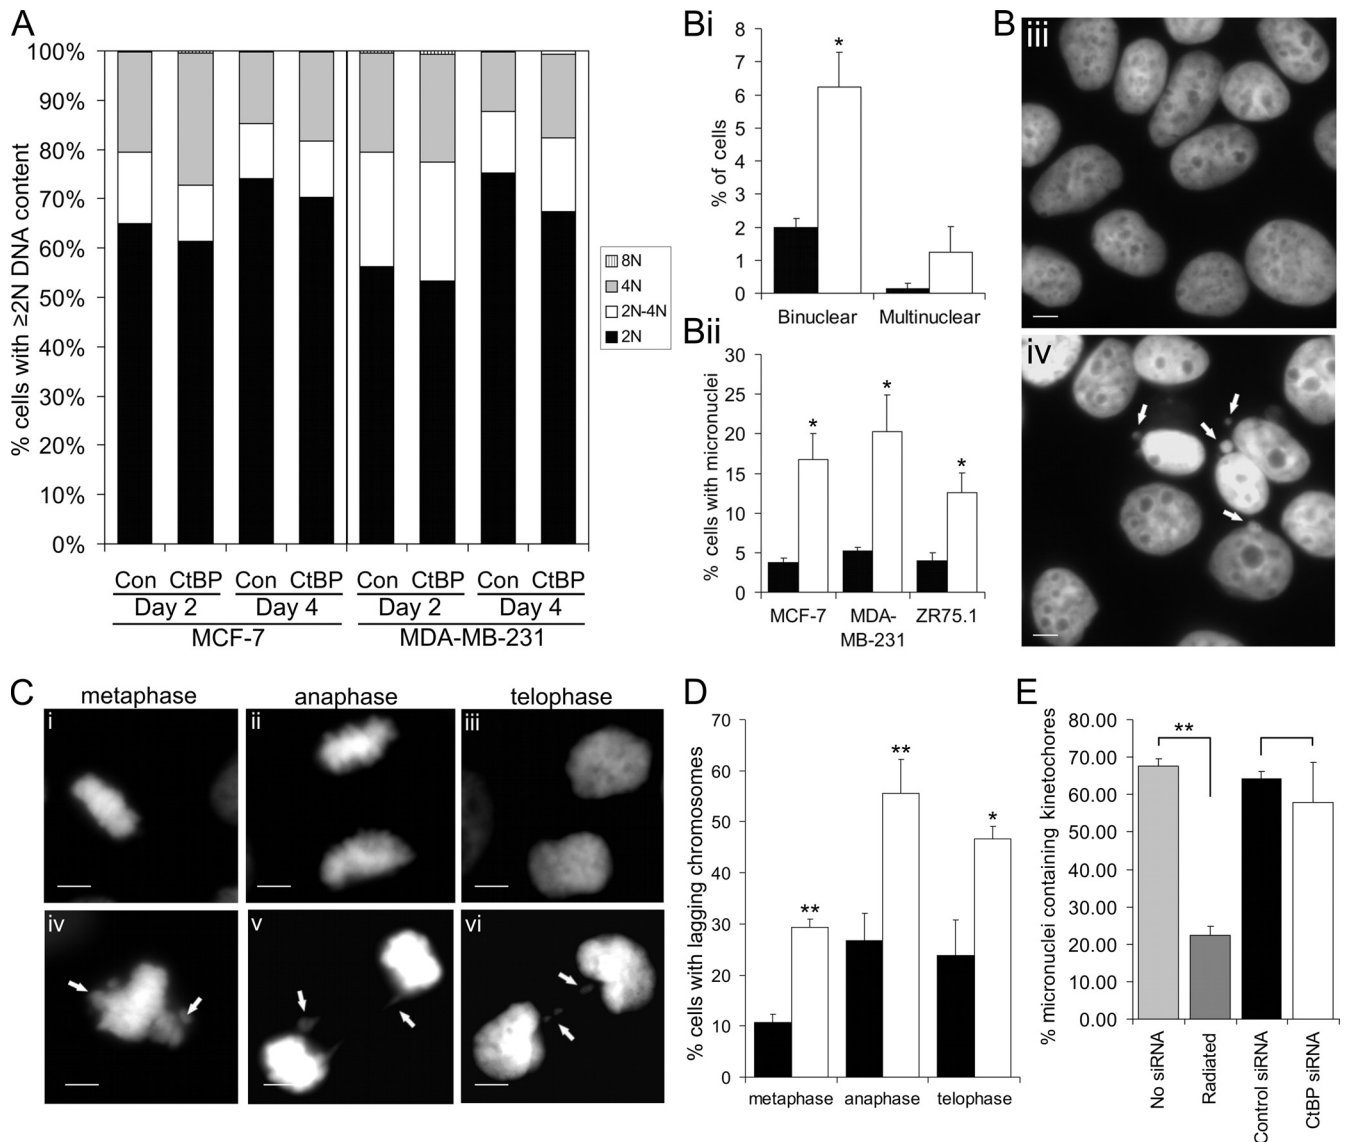 A
100%
90%
80%
70%
60%
50%
40%
30%
20%
10%
0%
% cells with ≥2N DNA content
Con CtBP Con CtBP Con CtBP Con CtBP
Day 2 Day 4 Day 2 Day 4
MCF-7 MDA-MB-231
8N
4N
2N-4N
2N
Bi
8
7
6
5
4
3
2
1
0
% of cells
*
Binuclear Multinuclear
Bii
30
25
20
15
10
5
0
% cells with micronuclei
* * *
MCF-7 MDA- ZR75.1
MB-231
B
iii
iv
C
metaphase anaphase telophase
i ii iii
iv v vi
D
70
60
50
40
30
20
10
0
% cells with lagging chromosomes
** ** *
metaphase anaphase telophase
E
80.00
70.00
60.00
50.00
40.00
30.00
20.00
10.00
0.00
% micronuclei containing kinetochores
**
No siRNA
Radiated
Control siRNA
CtBP siRNA